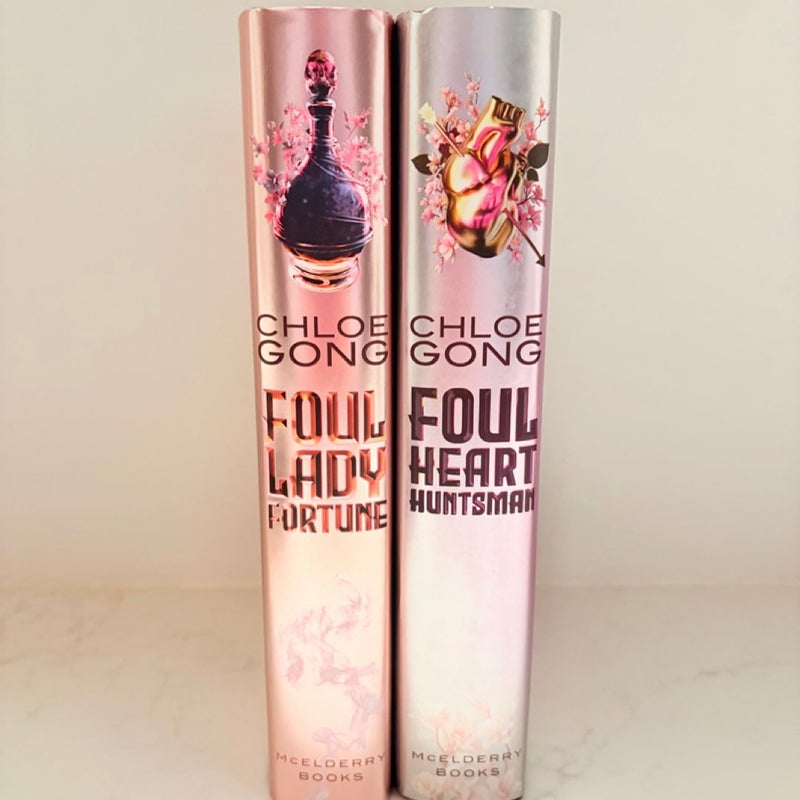 CHLOE
GONG
FOUL
LADY
FORTUNE
McELDERRY
BOOKS
CHLOE
GONG
FOUL
HEART
HUNTSMAN
McELDERRY
BOOKS